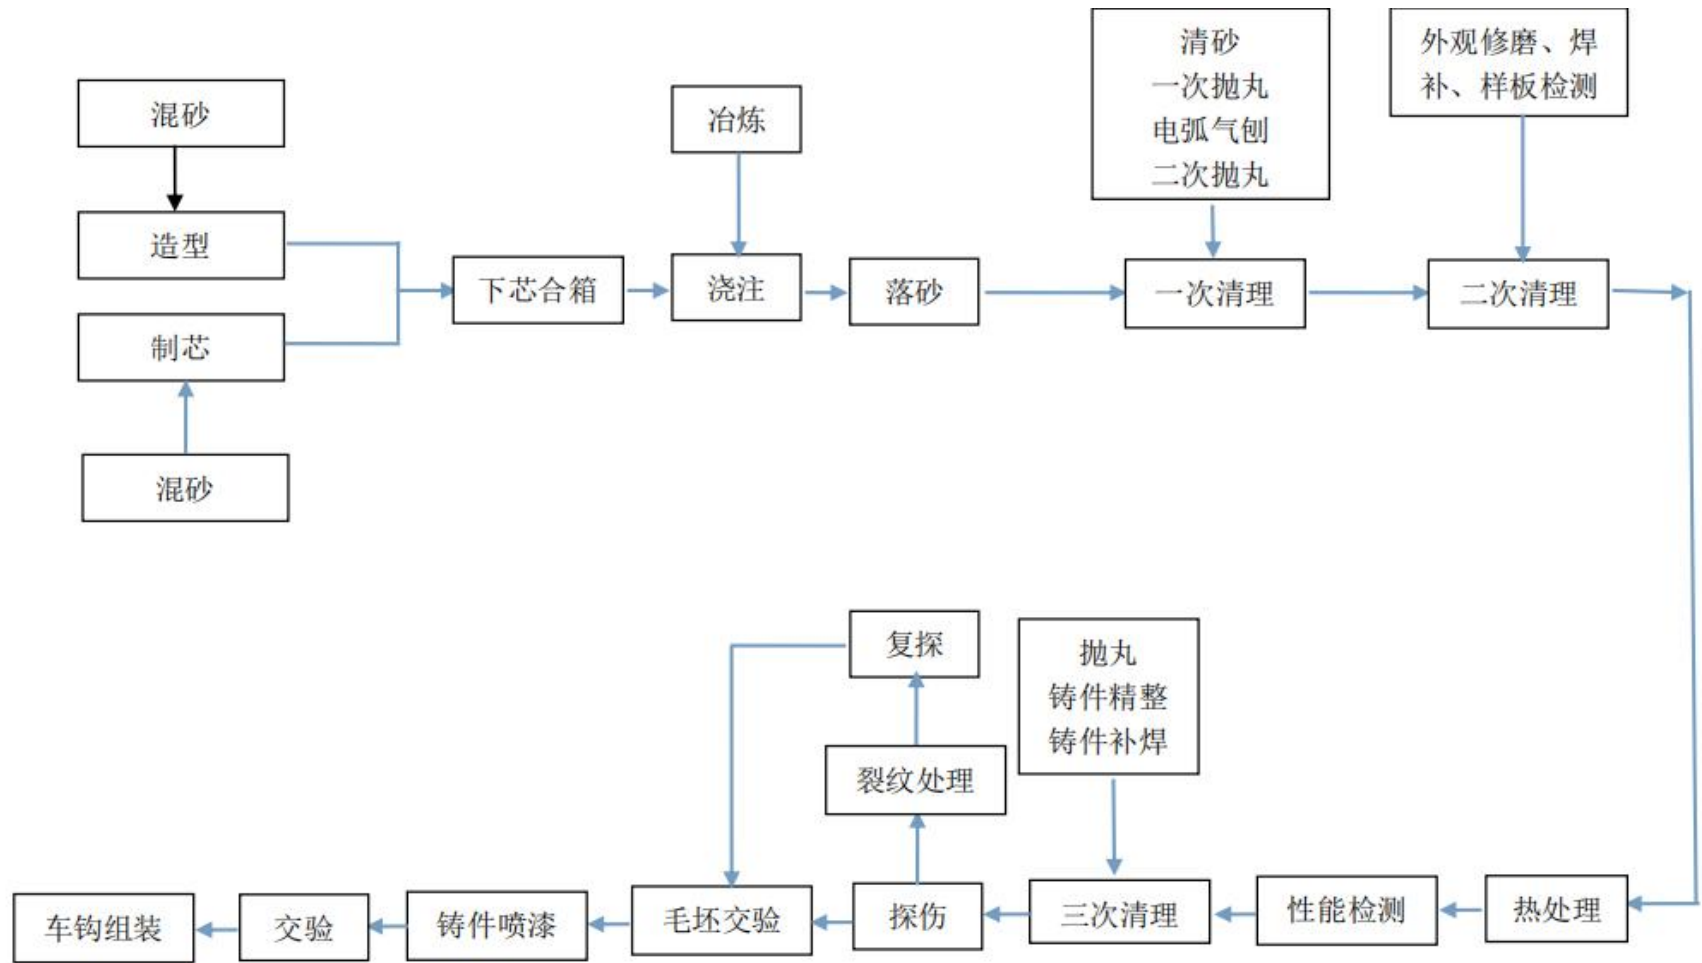 混砂
造型
制芯
混砂
下芯合箱
冶炼
浇注
落砂
清砂
一次抛丸
电弧气刨
二次抛丸
一次清理
外观修磨、焊
补、样板检测
二次清理
热处理
性能检测
抛丸
铸件精整
铸件补焊
三次清理
探伤
裂纹处理
复探
毛坯交验
铸件喷漆
交验
车钩组装